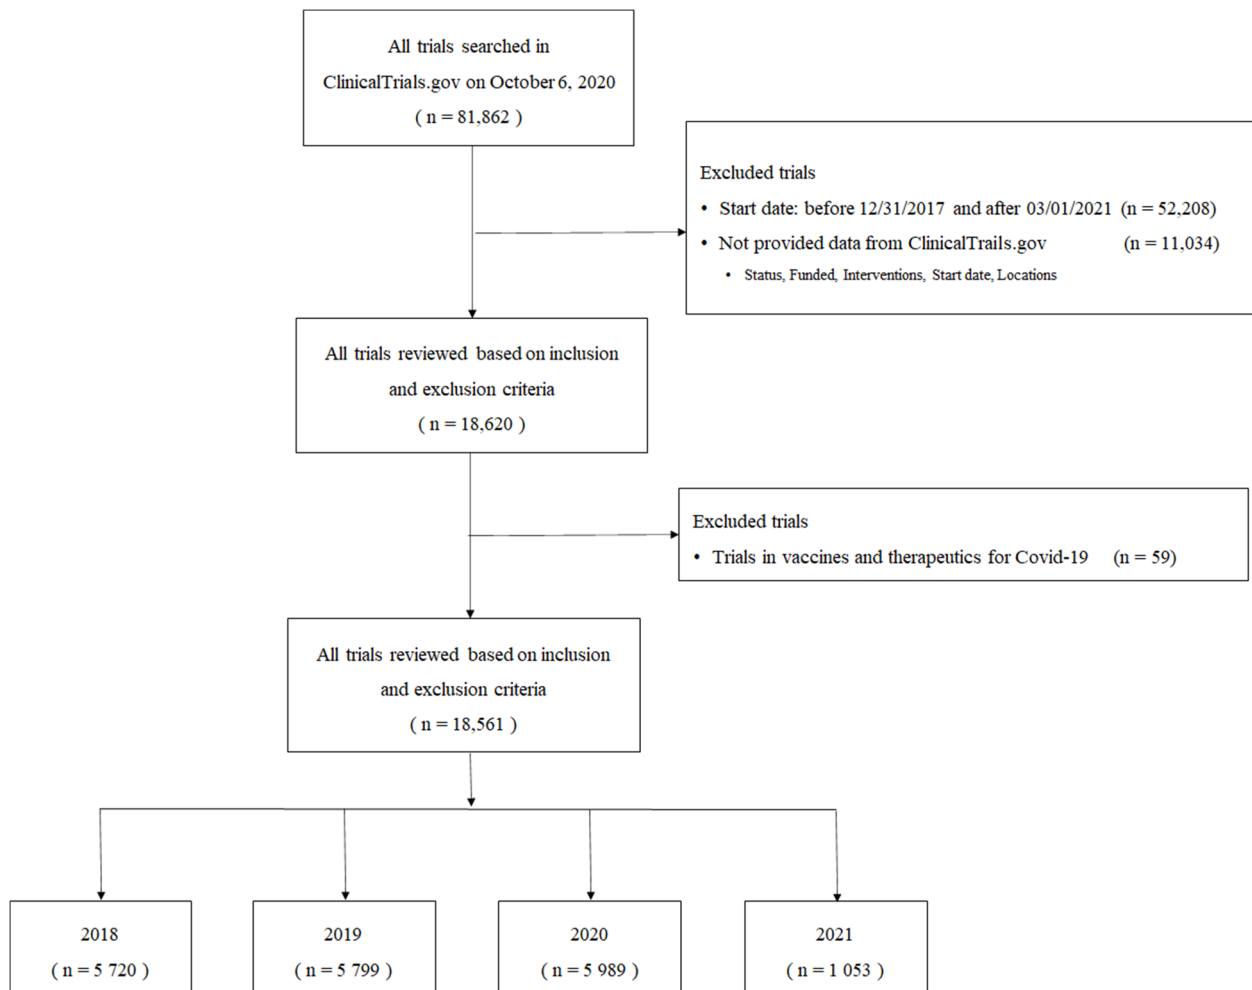 All trials searched in
ClinicalTrials.gov on October 6, 2020
( n = 81,862 )
Excluded trials
• Start date: before 12/31/2017 and after 03/01/2021 (n = 52,208)
• Not provided data from ClinicalTrails.gov (n = 11,034)
• Status, Funded, Interventions, Start date, Locations
All trials reviewed based on inclusion
and exclusion criteria
( n = 18,620 )
Excluded trials
• Trials in vaccines and therapeutics for Covid-19 (n = 59)
All trials reviewed based on inclusion
and exclusion criteria
( n = 18,561 )
2018
( n = 5 720 )
2019
( n = 5 799 )
2020
( n = 5 989 )
2021
( n = 1 053 )